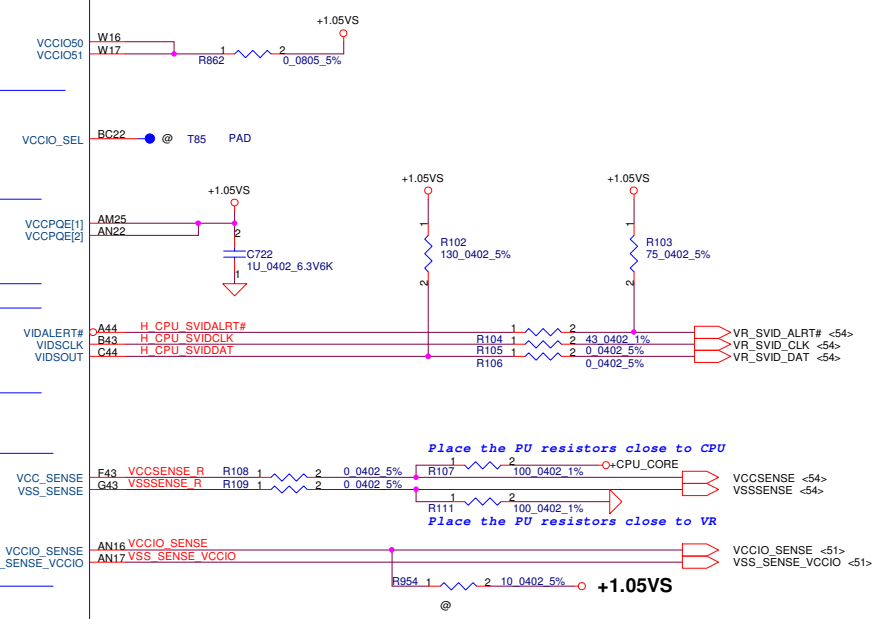 +1.05VS
VCCIO50 W16
VCCIO51 W17 1 2
R862 0_0805_5%
VCCIO_SEL BC22 @ T85 PAD
+1.05VS +1.05VS +1.05VS
VCCPQE[1] AM25
VCCPQE[2] AN22
2
C722
1U_0402_6.3V6K
1
1
R102
130_0402_5%
2
1
R103
75_0402_5%
2
VIDALERT# A44 H_CPU_SVIDALRT# 1 2 VR_SVID_ALRT# <54>
R104 43_0402_1%
VIDSCLK B43 H_CPU_SVIDCLK 1 2 VR_SVID_CLK <54>
R105 0_0402_5%
VIDSOUT C44 H_CPU_SVIDDAT 1 2 VR_SVID_DAT <54>
R106 0_0402_5%
Place the PU resistors close to CPU
1 2 +CPU_CORE
R107 100_0402_1%
VCC_SENSE F43 VCCSENSE_R R108 1 2 0_0402_5% VCCSENSE <54>
VSS_SENSE G43 VSSSENSE_R R109 1 2 0_0402_5% VSSSENSE <54>
1 2
R111 100_0402_1%
Place the PU resistors close to VR
VCCIO_SENSE AN16 VCCIO_SENSE VCCIO_SENSE <51>
_SENSE_VCCIO AN17 VSS_SENSE_VCCIO VSS_SENSE_VCCIO <51>
R954 1 2 10_0402_5% +1.05VS
@